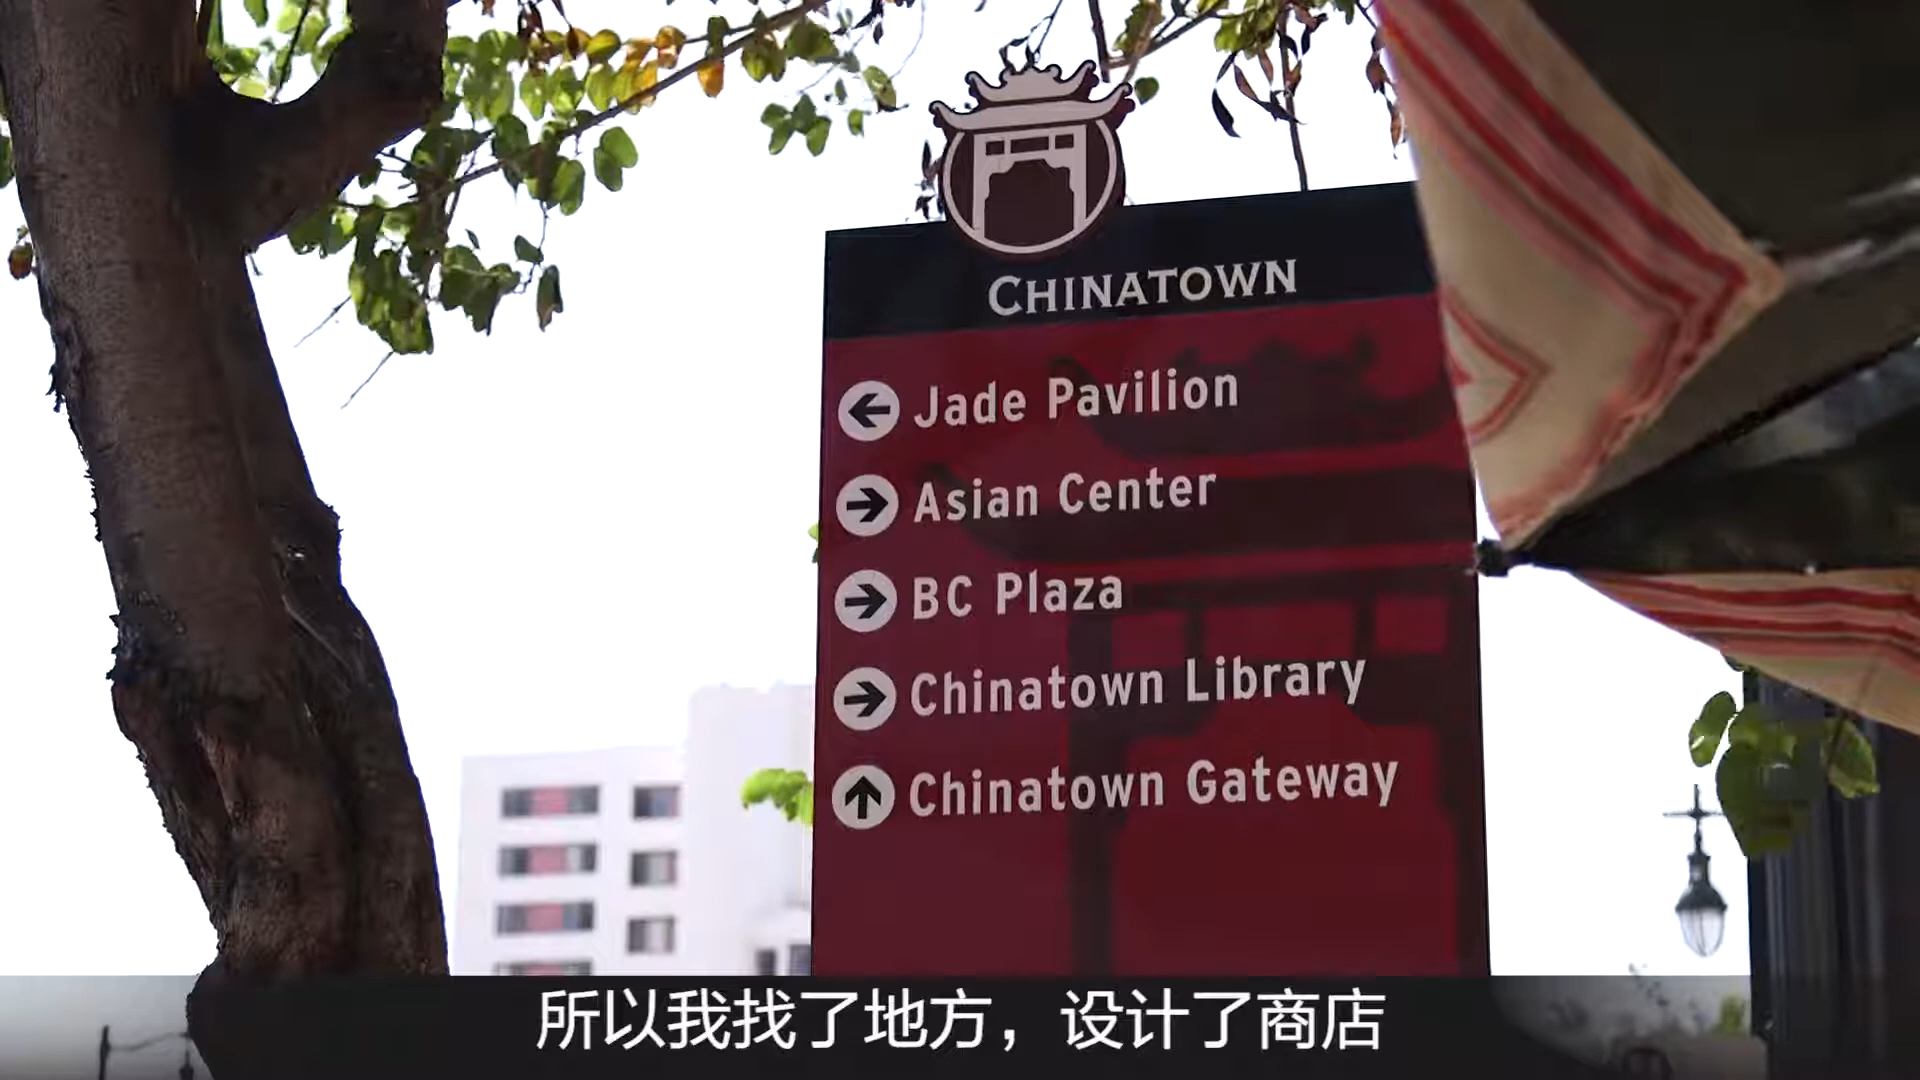 CHINATOWN
Jade Pavilion
Asian Center
BC Plaza
Chinatown Library
Chinatown Gateway
所以我找了地方，设计了商店